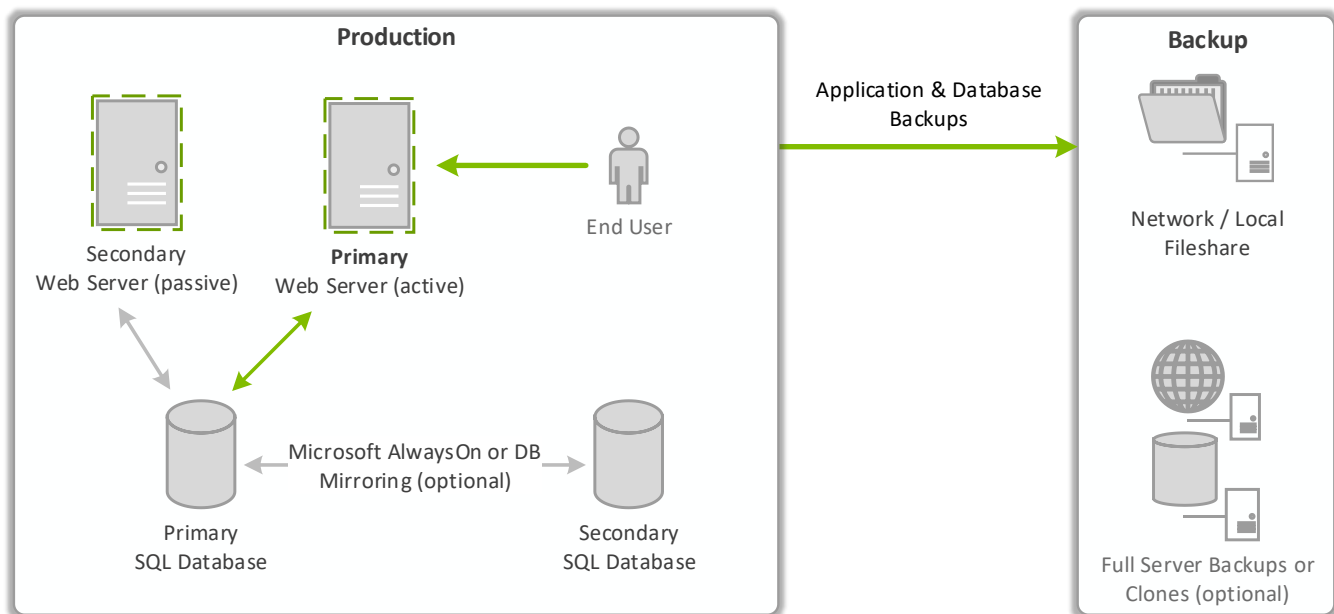 Production
Secondary
Web Server (passive)
Primary
Web Server (active)
End User
Primary
SQL Database
Microsoft AlwaysOn or DB
Mirroring (optional)
Secondary
SQL Database
Application & Database
Backups
Backup
Network / Local
Fileshare
Full Server Backups or
Clones (optional)